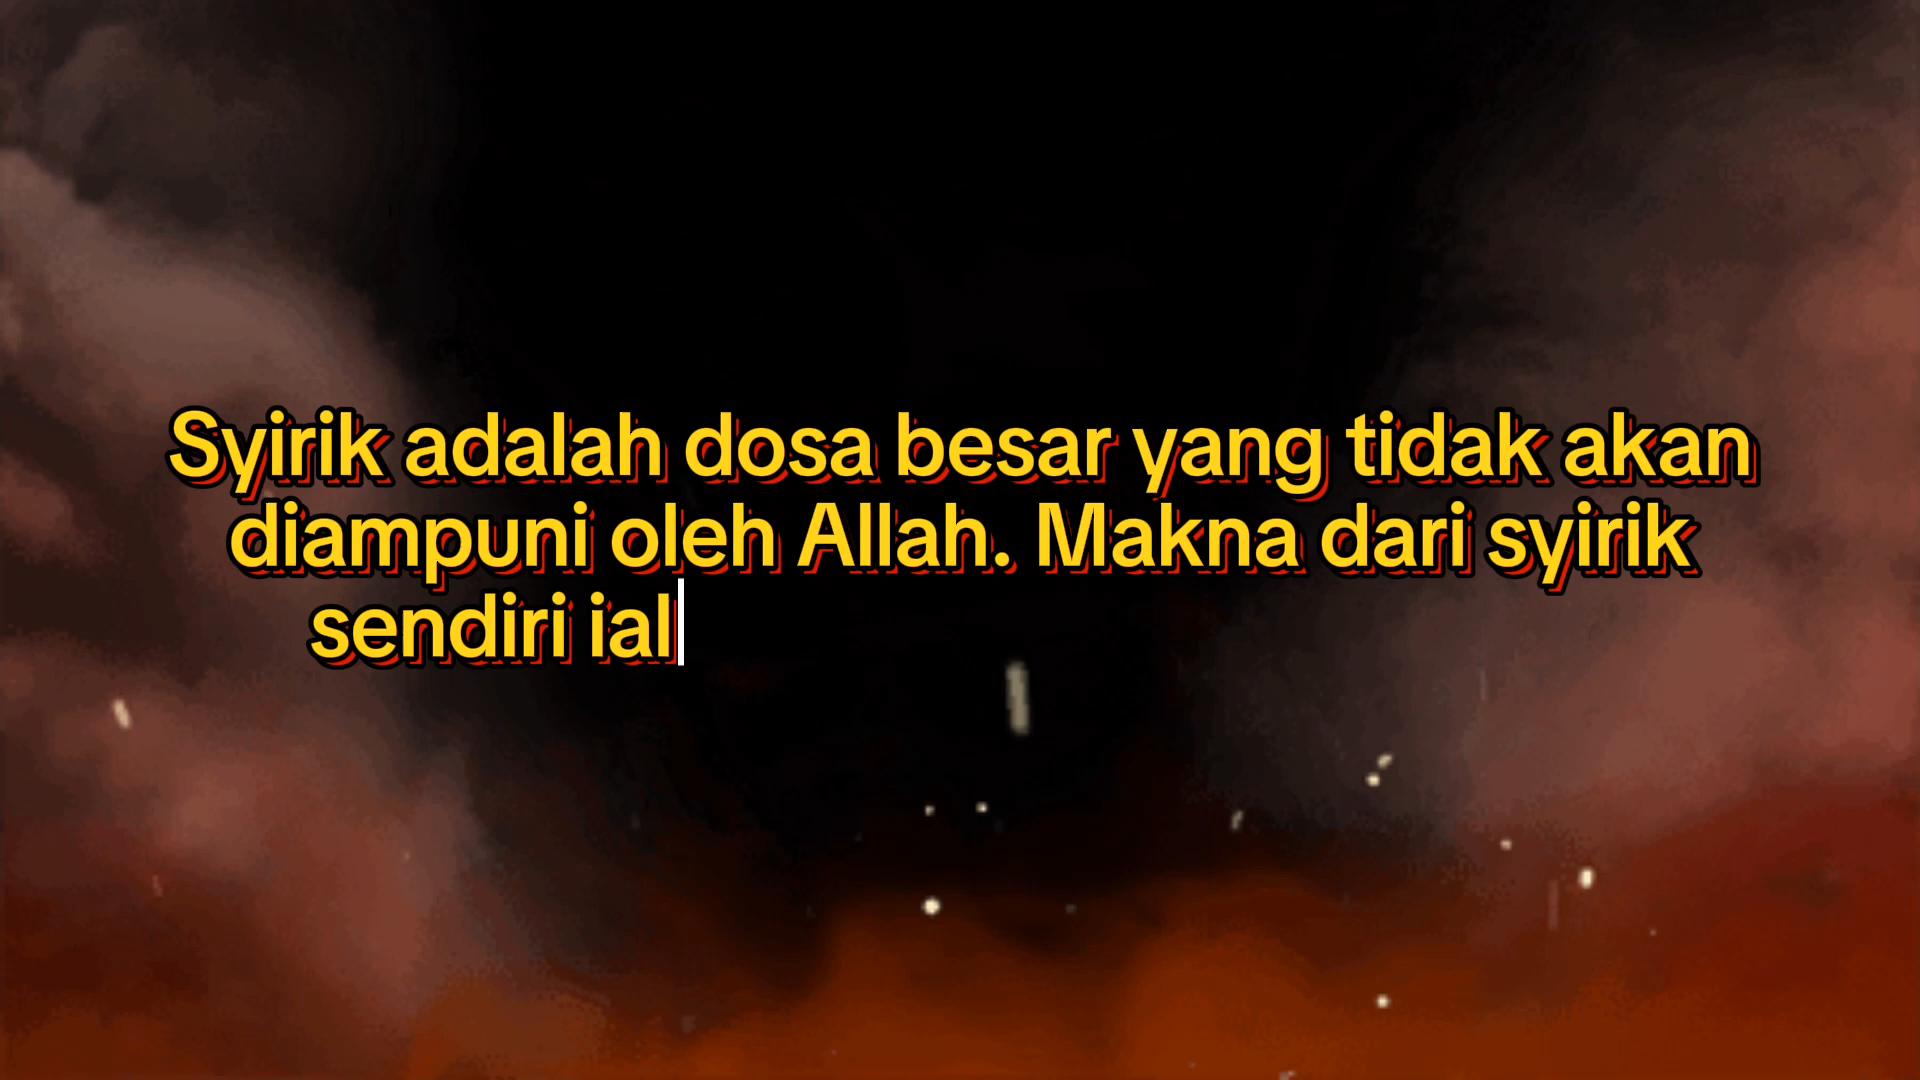 Syirik adalah dosa besar yang tidak akan
diampuni oleh Allah. Makna dari syirik
sendiri ial